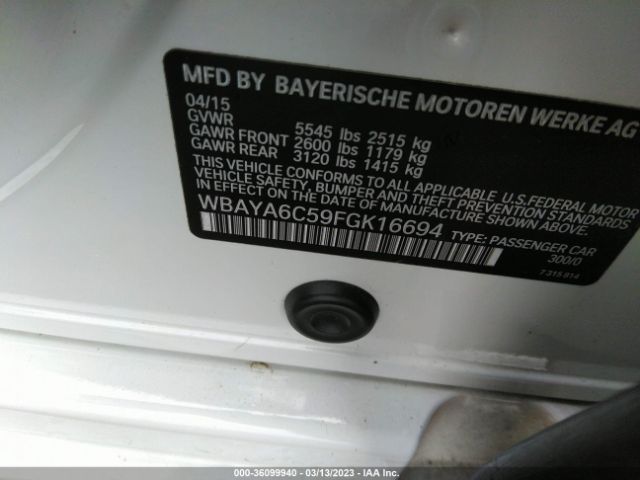 MFD BY BAYERISCHE MOTOREN WERKE AG
04/15
GVWR 5545 lbs 2515 kg
GAWR FRONT 2600 lbs 1179 kg
GAWR REAR 3120 lbs 1415 kg
THIS VEHICLE CONFORMS TO ALL APPLICABLE U.S.FEDERAL MOTOR
VEHICLE SAFETY, BUMPER AND THEFT PREVENTION STANDARDS
IN EFFECT ON THE DATE OF MANUFACTURE SHOWN ABOVE.
WBAYA6C59FGK16694 TYPE: PASSENGER CAR
300/0
7 315 814
000-36099940 - 03/13/2023 - IAA Inc.